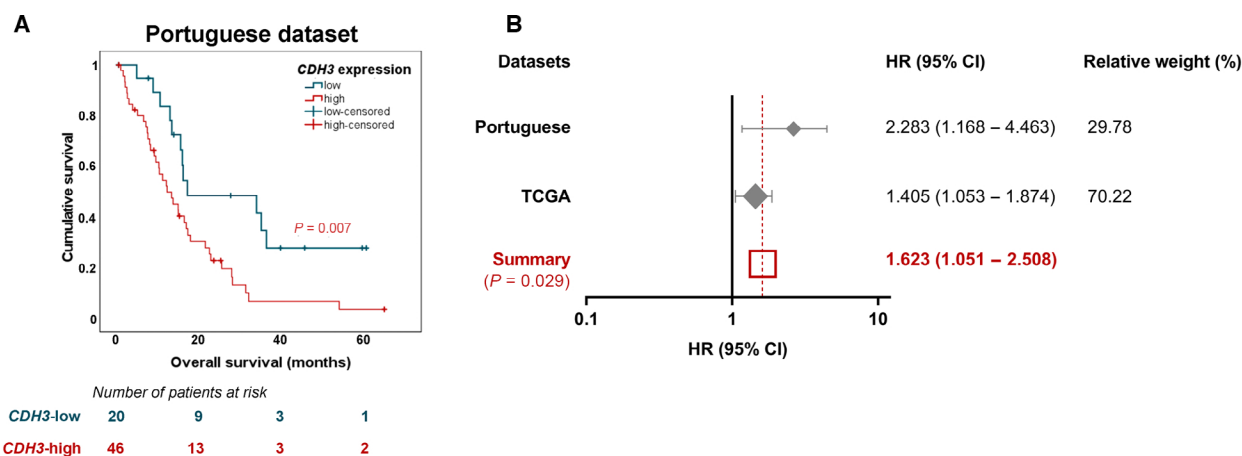 A
Portuguese dataset
CDH3 expression
low
high
low-censored
high-censored
1
0.8
0.6
0.4
0.2
0
Cumulative survival
P = 0.007
0 20 40 60
Overall survival (months)
Number of patients at risk
CDH3-low 20 9 3 1
CDH3-high 46 13 3 2
B
Datasets HR (95% CI) Relative weight (%)
Portuguese 2.283 (1.168 – 4.463) 29.78
TCGA 1.405 (1.053 – 1.874) 70.22
Summary 1.623 (1.051 – 2.508)
(P = 0.029)
0.1 1 10
HR (95% CI)